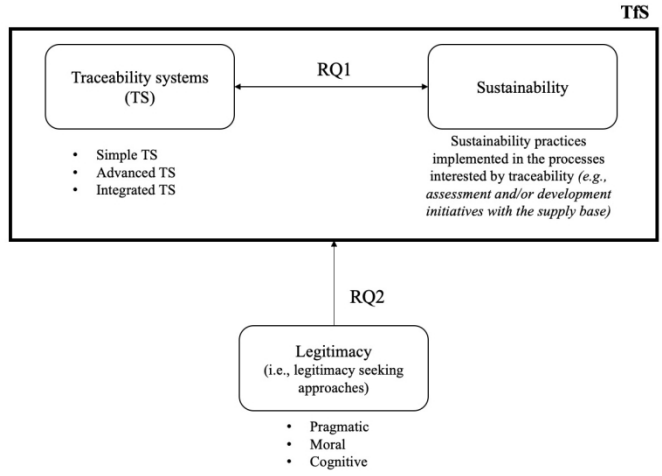 TfS
Traceability systems
(TS)
RQ1
Sustainability
• Simple TS
• Advanced TS
• Integrated TS
Sustainability practices
implemented in the processes
interested by traceability (e.g.,
assessment and/or development
initiatives with the supply base)
RQ2
Legitimacy
(i.e., legitimacy seeking
approaches)
• Pragmatic
• Moral
• Cognitive